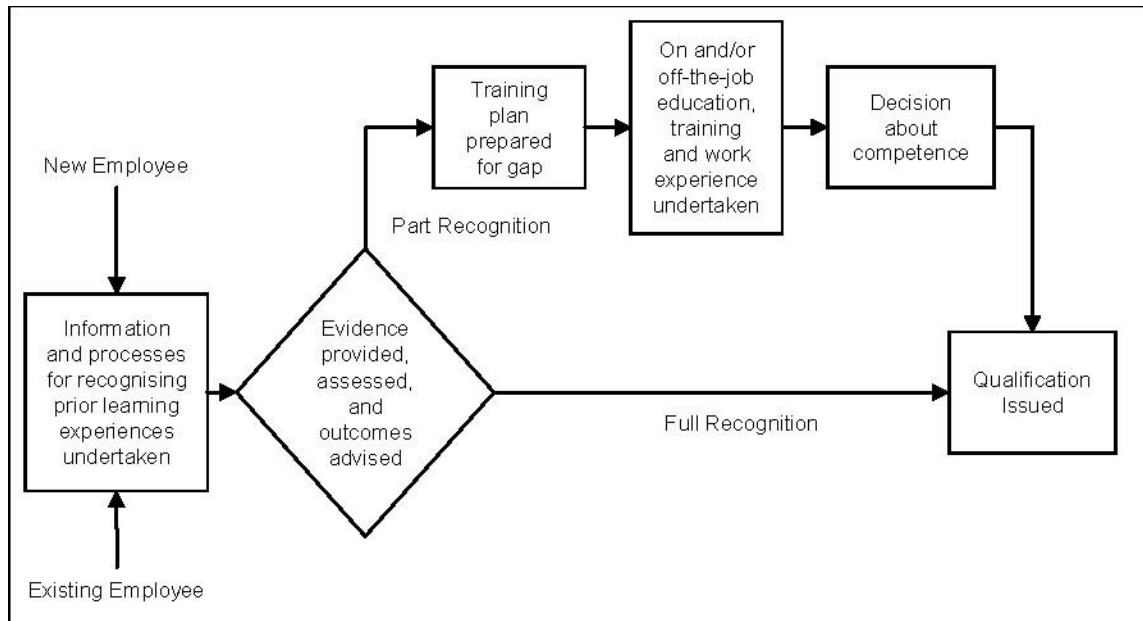 New Employee
Information
and processes
for recognising
prior learning
experiences
undertaken
Existing Employee
Evidence
provided,
assessed,
and
outcomes
advised
Part Recognition
Training
plan
prepared
for gap
On and/or
off-the-job
education,
training
and work
experience
undertaken
Decision
about
competence
Full Recognition
Qualification
Issued